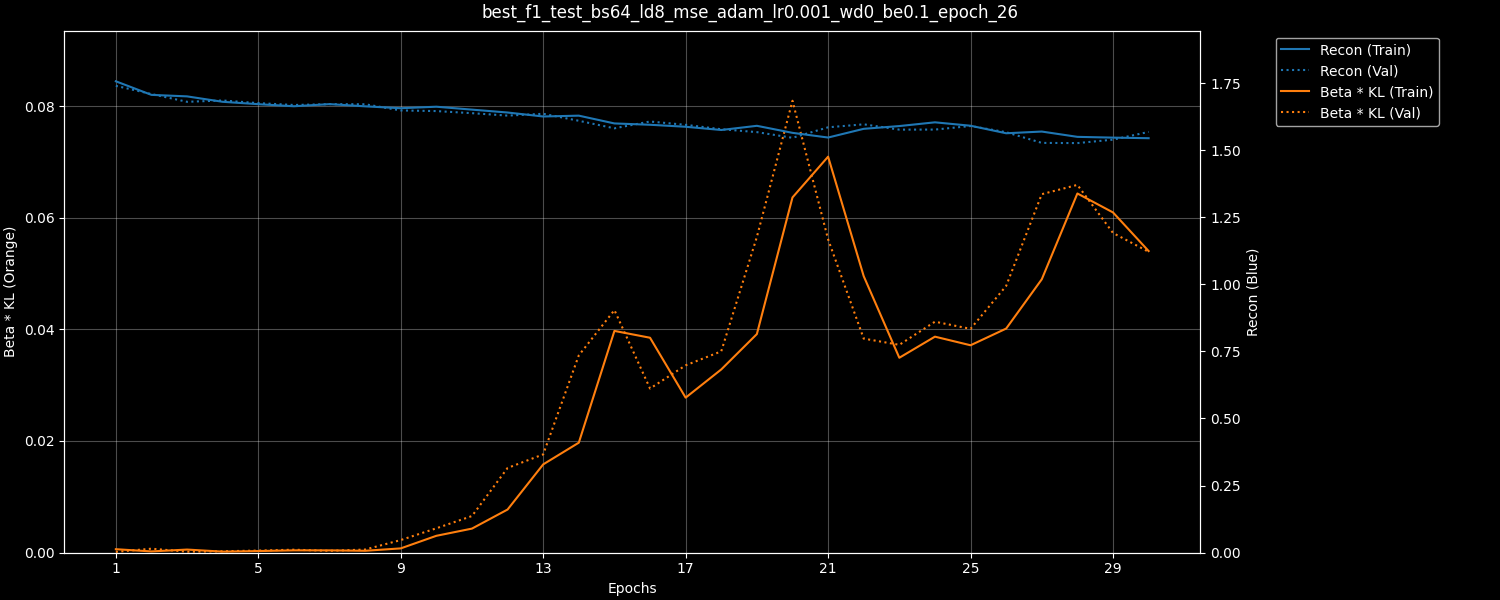 best_f1_test_bs64_ld8_mse_adam_lr0.001_wd0_be0.1_epoch_26
Recon (Train)
Recon (Val)
Beta * KL (Train)
Beta * KL (Val)
Beta * KL (Orange)
0.08
0.06
0.04
0.02
0.00
1.75
1.50
1.25
1.00
0.75
0.50
0.25
0.00
Recon (Blue)
1 5 9 13 17 21 25 29
Epochs